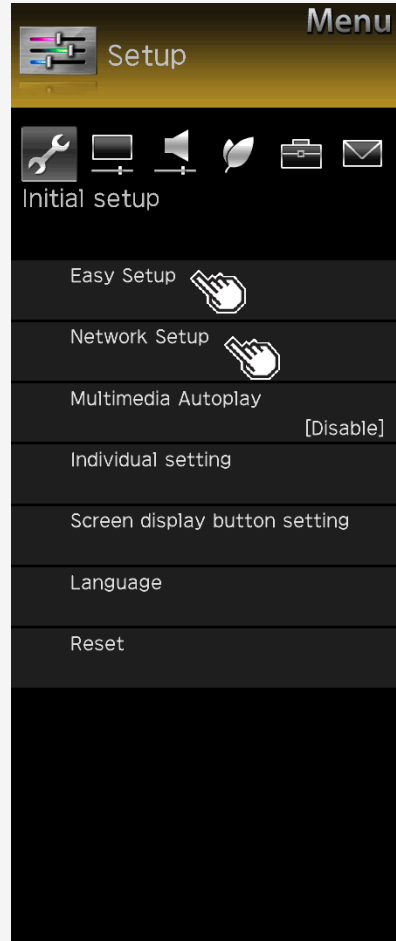 Menu
Setup
Initial setup
Easy Setup
Network Setup
Multimedia Autoplay
[Disable]
Individual setting
Screen display button setting
Language
Reset